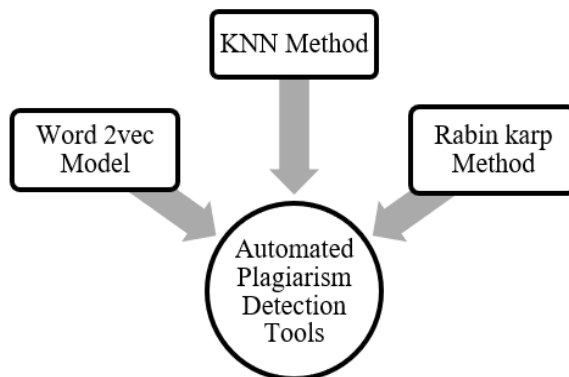 KNN Method
Word 2vec
Model
Rabin karp
Method
Automated
Plagiarism
Detection
Tools